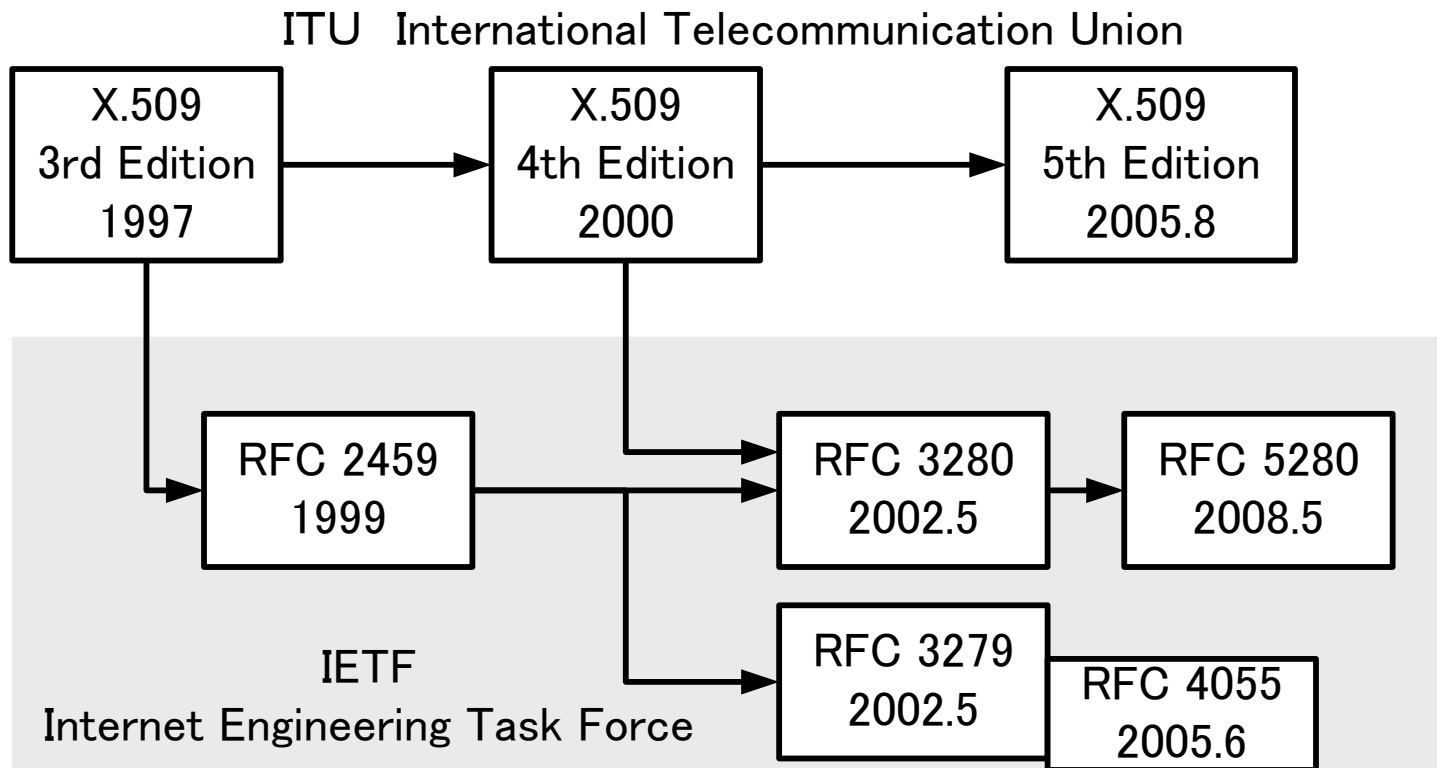 ITU International Telecommunication Union
X.509
3rd Edition
1997
X.509
4th Edition
2000
X.509
5th Edition
2005.8
RFC 2459
1999
RFC 3280
2002.5
RFC 5280
2008.5
RFC 3279
2002.5
RFC 4055
2005.6
IETF
Internet Engineering Task Force